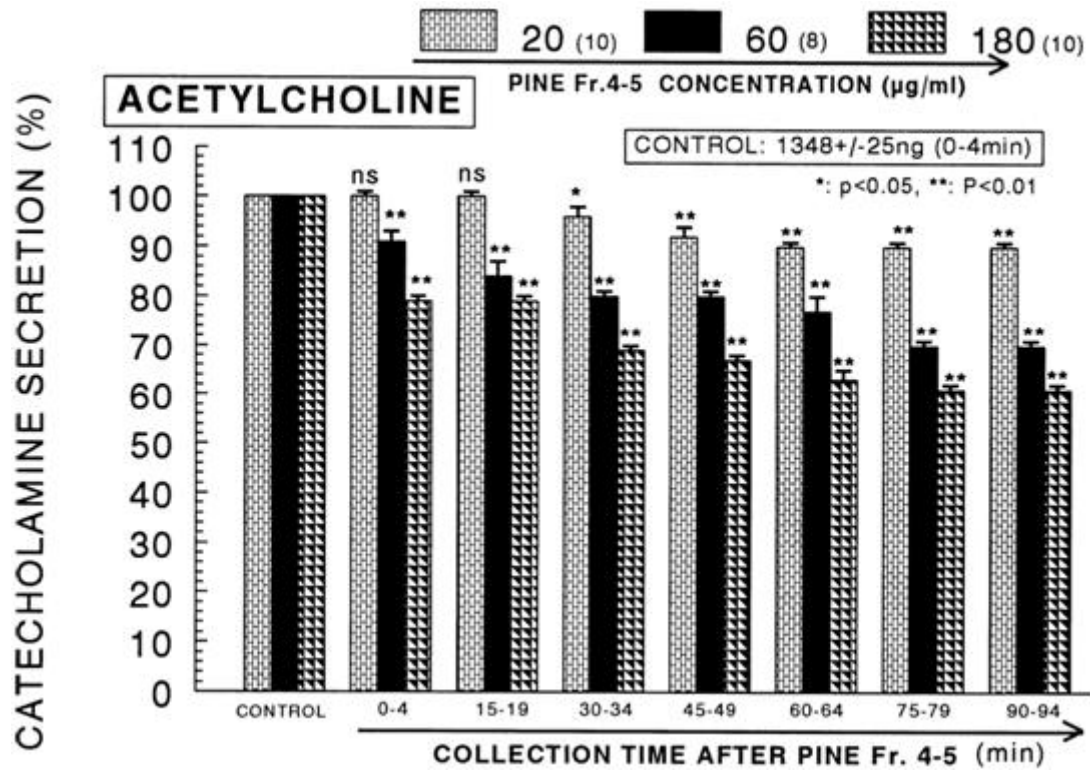 20 (10) 60 (8) 180 (10)
PINE Fr.4-5 CONCENTRATION (µg/ml)
ACETYLCHOLINE
CONTROL: 1348+/-25ng (0-4min)
*: p<0.05, **: P<0.01
CATECHOLAMINE SECRETION (%)
110
100
90
80
70
60
50
40
30
20
10
0
ns ** **
ns ** **
* ** **
** ** **
** ** **
** ** **
** ** **
CONTROL 0-4 15-19 30-34 45-49 60-64 75-79 90-94
COLLECTION TIME AFTER PINE Fr. 4-5 (min)